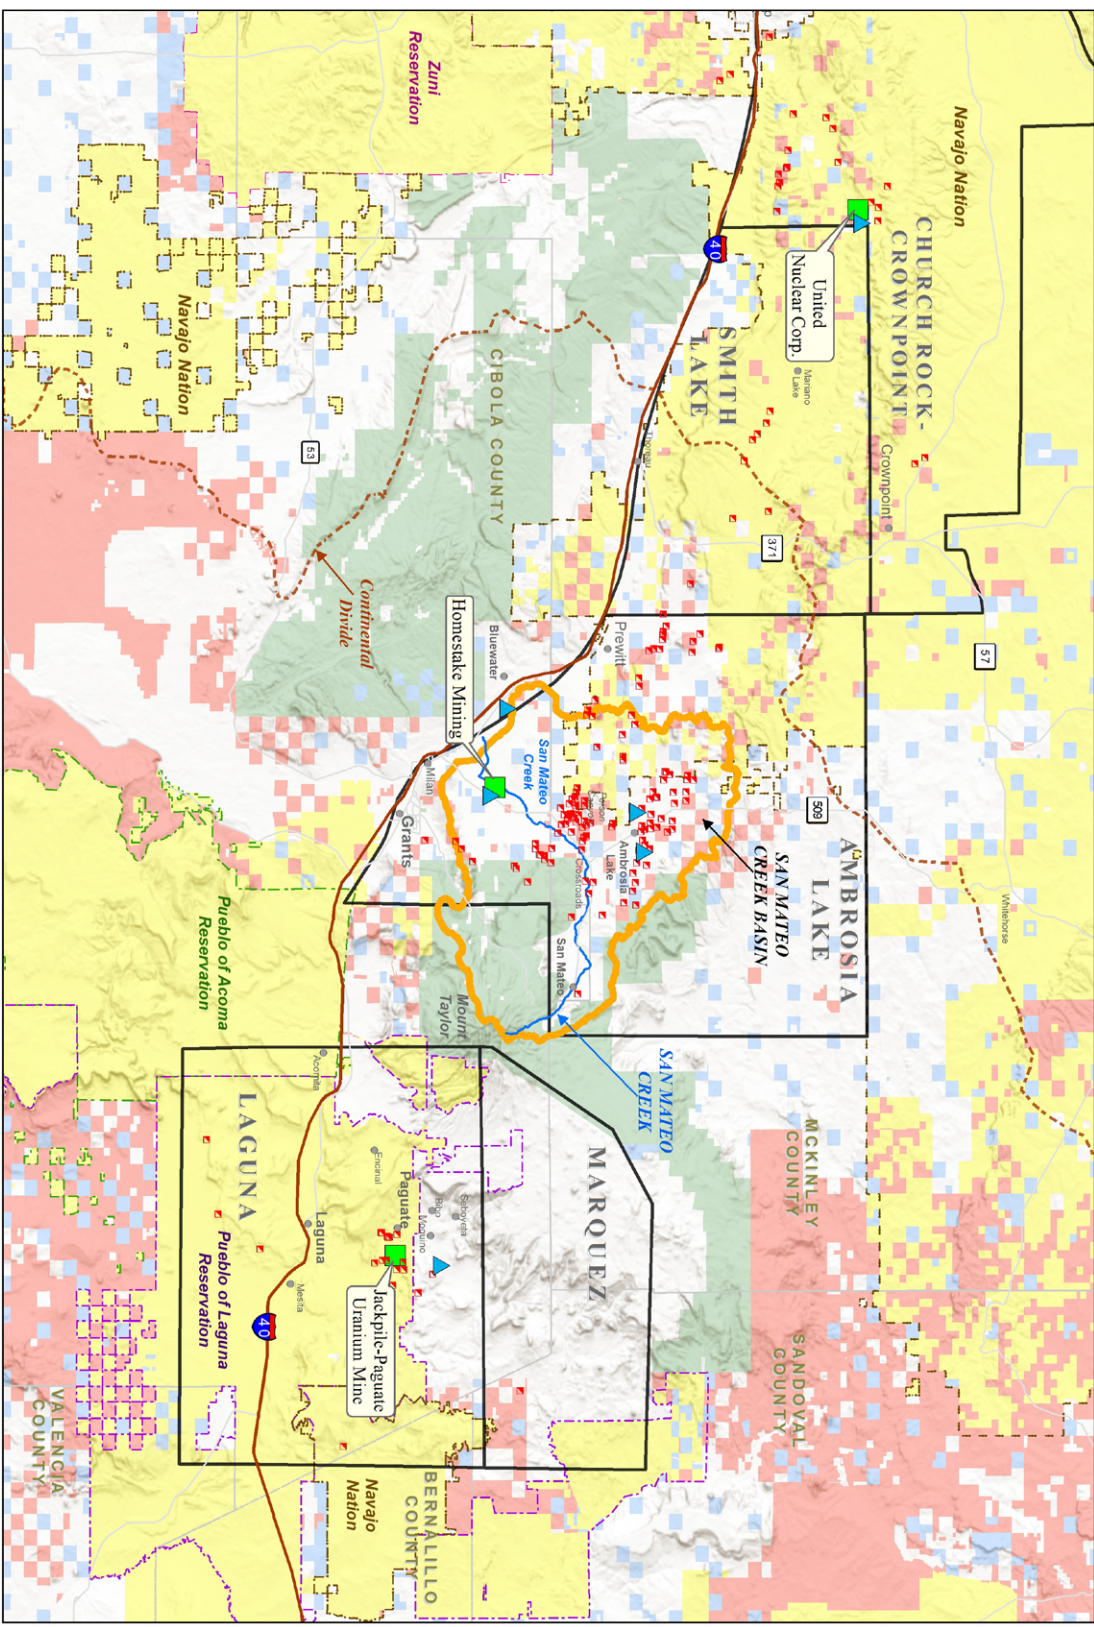 Navajo Nation
CHURCH ROCK-
CROWNPOINT
Crownpoint
United
Nuclear Corp.
Mariano
Lake
40
SMITH
LAKE
Thoreau
371
57
Zuni
Reservation
Navajo Nation
CIBOLA COUNTY
53
Continental
Divide
Homestake Mining
Bluewater
Prewitt
San Mateo
Creek
Milan
Grants
509
SAN MATEO
CREEK BASIN
AMBROSIA
LAKE
Whitehorse
Ambrosia
Lake
Crossroads
San Mateo
Mount
Taylor
SAN MATEO
CREEK
Pueblo of Acoma
Reservation
Acomita
MCKINLEY
COUNTY
MARQUEZ
LAGUNA
Encinal
Paguate
Bibo
Seboyeta
Moquino
Laguna
Mesita
Jackpile-Paguate
Uranium Mine
Pueblo of Laguna
Reservation
40
SANDOVAL
COUNTY
VALENCIA
COUNTY
Navajo
Nation
BERNALILLO
COUNTY